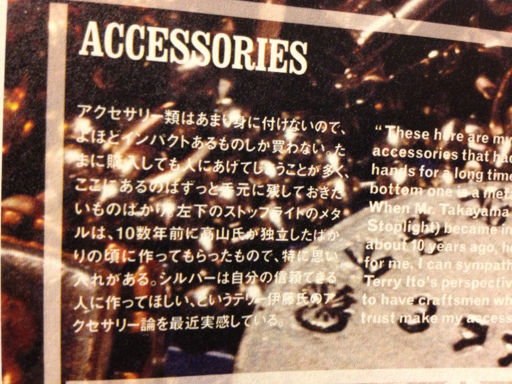 ACCESSORIES
アクセサリー類はあまり身に付けないので、
よほどインパクトあるものしか買わない。た
まに購入しても人にあげてしまうことが多く、
ここにあるのはずっと手元に残しておきた
いものばかり。左下のストップライトのメタ
ルは、10数年前に高山氏が独立したばか
りの頃に作ってもらったもので、特に思い
入れがある。シルバーは自分の信頼できる
人に作ってほしい、というテリー伊藤氏のア
クセサリー論を最近実感している。
"These here are my
accessories that had
hands for a long time
bottom one is a meta
When Mr. Takayama
Stoplight) became in
about 10 years ago, he
for me. I can sympath
Terry Ito's perspectiv
to have craftsmen wh
trust make my access